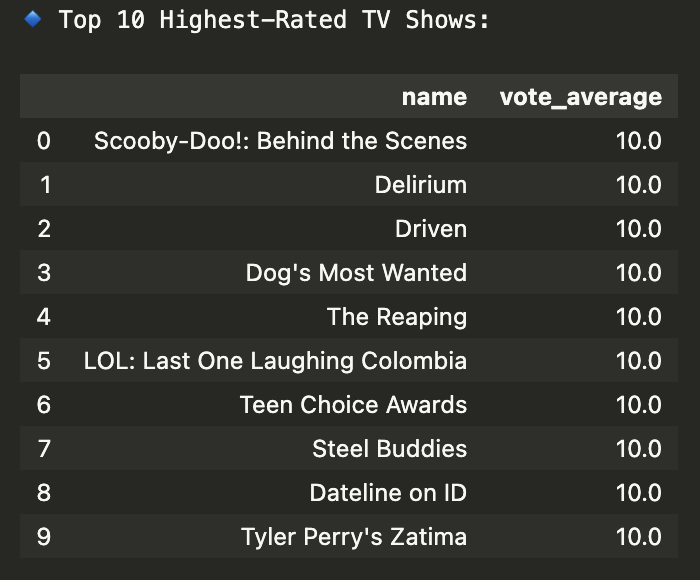 🔹 Top 10 Highest-Rated TV Shows:
name vote_average
0 Scooby-Doo!: Behind the Scenes 10.0
1 Delirium 10.0
2 Driven 10.0
3 Dog's Most Wanted 10.0
4 The Reaping 10.0
5 LOL: Last One Laughing Colombia 10.0
6 Teen Choice Awards 10.0
7 Steel Buddies 10.0
8 Dateline on ID 10.0
9 Tyler Perry's Zatima 10.0